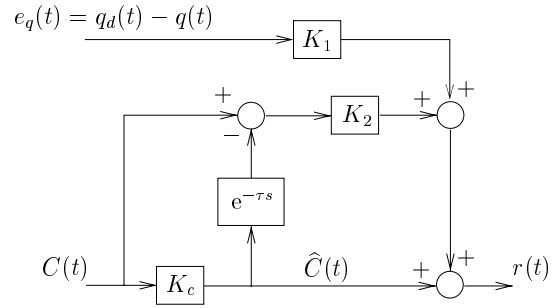 e_q(t) = q_d(t) − q(t)
K_1
+
+
+
K_2
−
e^{−τs}
C(t)
K_c
Ĉ(t)
+
+
r(t)